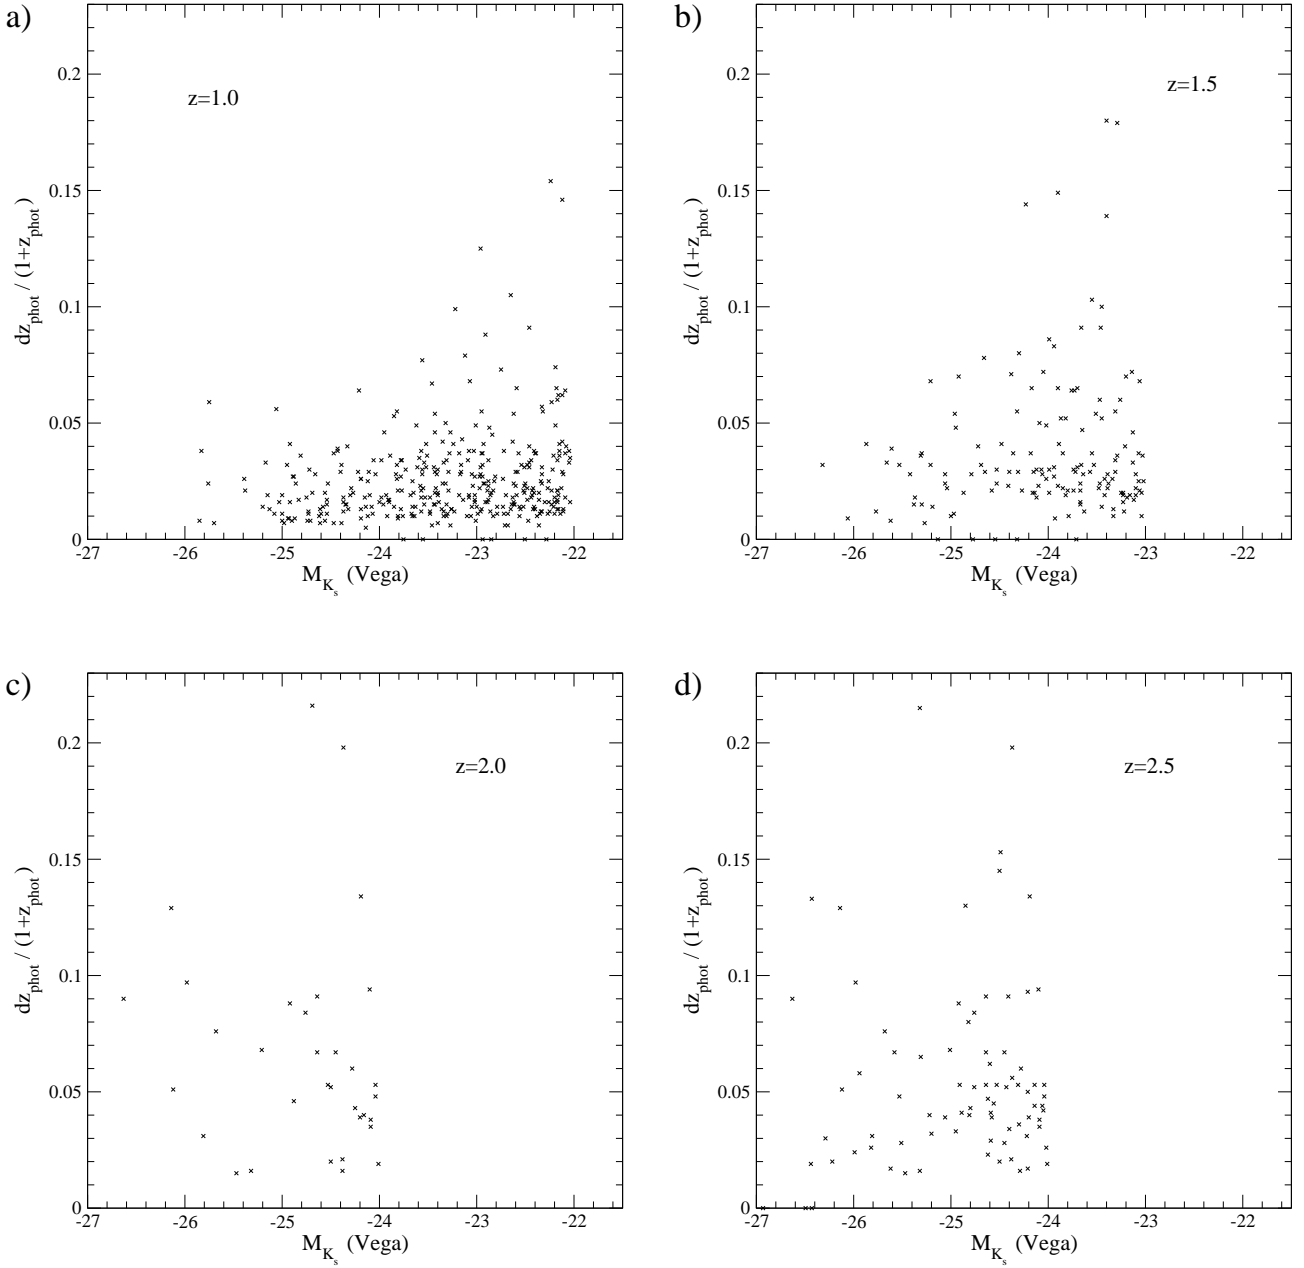 a)
z=1.0
0.2
0.15
0.1
0.05
0
dz_phot / (1+z_phot)
-27 -26 -25 -24 -23 -22
M_K_s (Vega)
b)
z=1.5
0.2
0.15
0.1
0.05
0
dz_phot / (1+z_phot)
-27 -26 -25 -24 -23 -22
M_K_s (Vega)
c)
z=2.0
0.2
0.15
0.1
0.05
0
dz_phot / (1+z_phot)
-27 -26 -25 -24 -23 -22
M_K_s (Vega)
d)
z=2.5
0.2
0.15
0.1
0.05
0
dz_phot / (1+z_phot)
-27 -26 -25 -24 -23 -22
M_K_s (Vega)